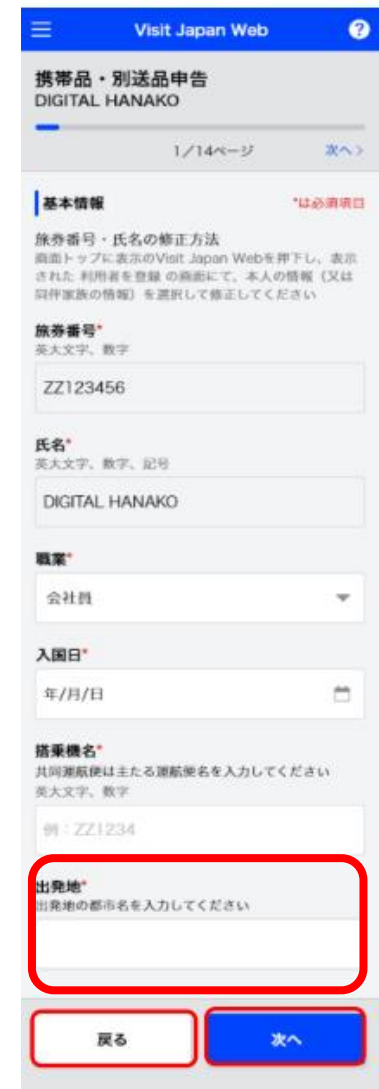 Visit Japan Web
?
携帯品・別送品申告
DIGITAL HANAKO
1/14ページ
次へ>
基本情報
*は必須項目
旅券番号・氏名の修正方法
画面トップに表示のVisit Japan Webを押下し、表示
された 利用者を登録 の画面にて、本人の情報（又は
同伴家族の情報）を選択して修正してください
旅券番号*
英大文字、数字
ZZ123456
氏名*
英大文字、数字、記号
DIGITAL HANAKO
職業*
会社員
入国日*
年/月/日
搭乗機名*
共同運航便は主たる運航便名を入力してください
英大文字、数字
例：ZZ1234
出発地*
出発地の都市名を入力してください
戻る
次へ